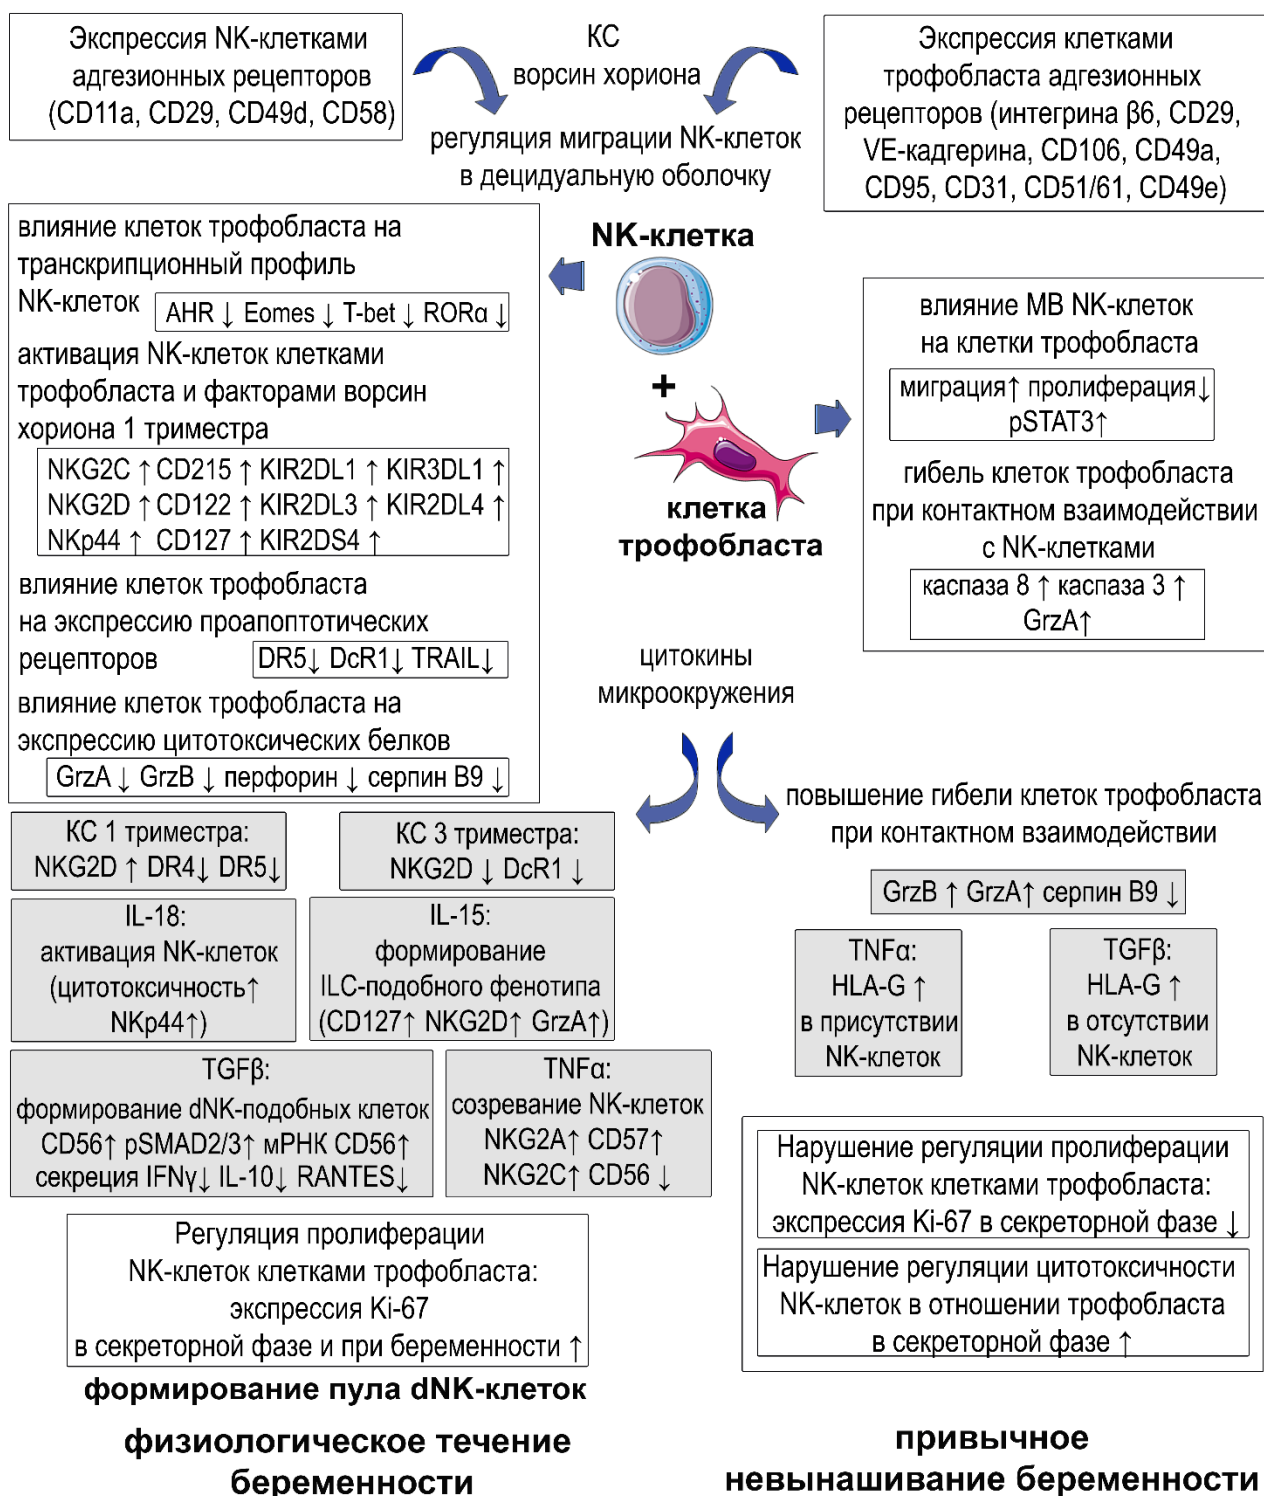 Экспрессия NK-клетками
адгезионных рецепторов
(CD11a, CD29, CD49d, CD58)
КС
ворсин хориона
регуляция миграции NK-клеток
в децидуальную оболочку
Экспрессия клетками
трофобласта адгезионных
рецепторов (интегрина β6, CD29,
VE-кадгерина, CD106, CD49a,
CD95, CD31, CD51/61, CD49e)
NK-клетка
+
клетка
трофобласта
влияние клеток трофобласта на
транскрипционный профиль
NK-клеток
AHR ↓ Eomes ↓ T-bet ↓ RORα ↓
активация NK-клеток клетками
трофобласта и факторами ворсин
хориона 1 триместра
NKG2C ↑ CD215 ↑ KIR2DL1 ↑ KIR3DL1 ↑
NKG2D ↑ CD122 ↑ KIR2DL3 ↑ KIR2DL4 ↑
NKp44 ↑ CD127 ↑ KIR2DS4 ↑
влияние клеток трофобласта
на экспрессию проапоптотических
рецепторов
DR5↓ DcR1↓ TRAIL↓
влияние клеток трофобласта на
экспрессию цитотоксических белков
GrzA ↓ GrzB ↓ перфорин ↓ серпин B9 ↓
влияние МВ NK-клеток
на клетки трофобласта
миграция↑ пролиферация↓
pSTAT3↑
гибель клеток трофобласта
при контактном взаимодействии
с NK-клетками
каспаза 8 ↑ каспаза 3 ↑
GrzA↑
цитокины
микроокружения
КС 1 триместра:
NKG2D ↑ DR4↓ DR5↓
КС 3 триместра:
NKG2D ↓ DcR1 ↓
IL-18:
активация NK-клеток
(цитотоксичность↑
NKp44↑)
IL-15:
формирование
ILC-подобного фенотипа
(CD127↑ NKG2D↑ GrzA↑)
TGFβ:
формирование dNK-подобных клеток
CD56↑ pSMAD2/3↑ мРНК CD56↑
секреция IFNγ↓ IL-10↓ RANTES↓
TNFα:
созревание NK-клеток
NKG2A↑ CD57↑
NKG2C↑ CD56 ↓
Регуляция пролиферации
NK-клеток клетками трофобласта:
экспрессия Ki-67
в секреторной фазе и при беременности ↑
формирование пула dNK-клеток
физиологическое течение
беременности
повышение гибели клеток трофобласта
при контактном взаимодействии
GrzB ↑ GrzA↑ серпин B9 ↓
TNFα:
HLA-G ↑
в присутствии
NK-клеток
TGFβ:
HLA-G ↑
в отсутствии
NK-клеток
Нарушение регуляции пролиферации
NK-клеток клетками трофобласта:
экспрессия Ki-67 в секреторной фазе ↓
Нарушение регуляции цитотоксичности
NK-клеток в отношении трофобласта
в секреторной фазе ↑
привычное
невынашивание беременности